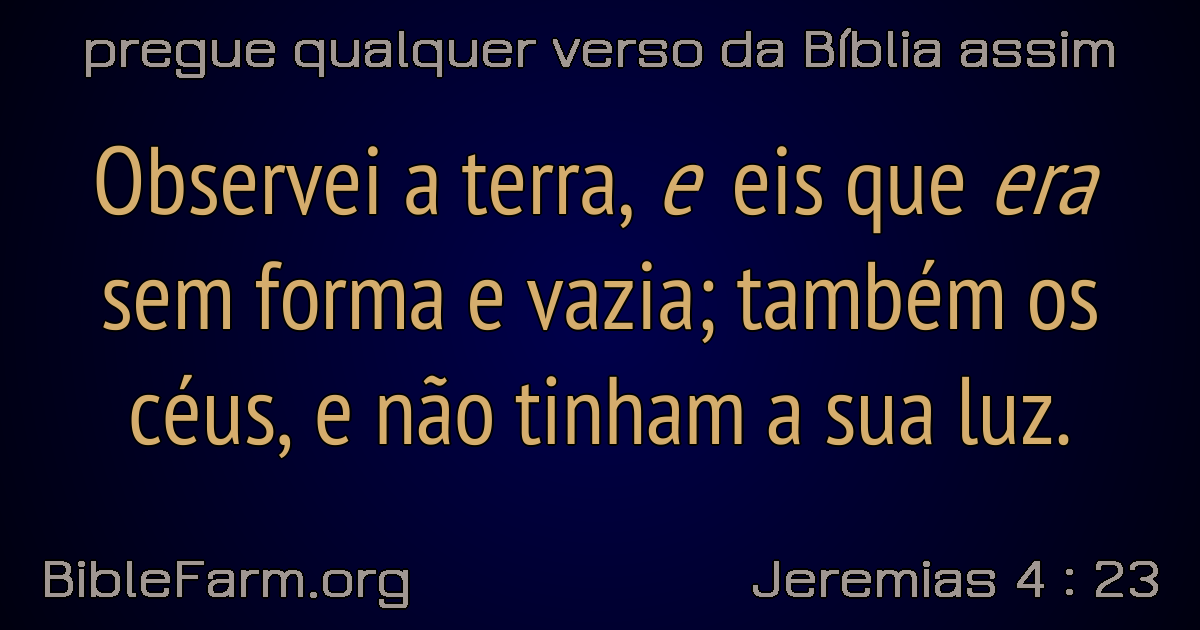 pregue qualquer verso da Bíblia assim
Observei a terra, e eis que era
sem forma e vazia; também os
céus, e não tinham a sua luz.
BibleFarm.org
Jeremias 4 : 23